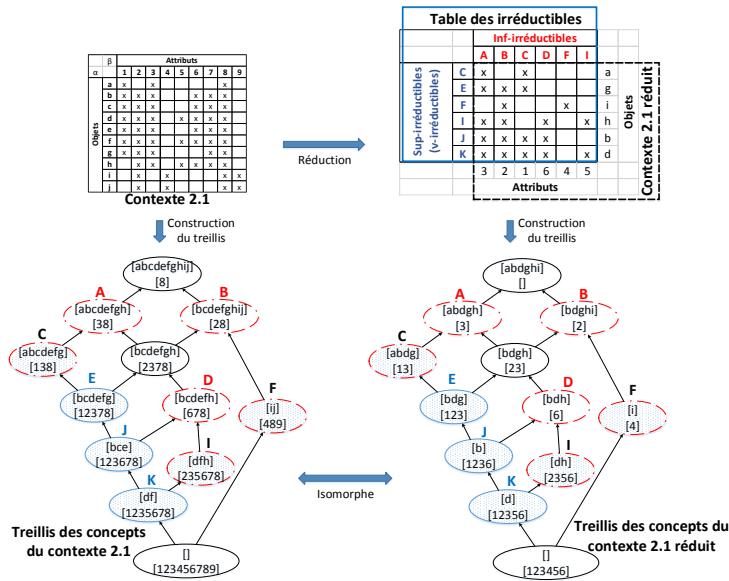 Table des irréductibles
Inf-irréductibles
A B C D F I
C x x a
E x x x g
F x x i
I x x x x h
J x x x x b
K x x x x x d
3 2 1 6 4 5
Attributs
Sup-irréductibles
(v-irréductibles)
Objets
Contexte 2.1 réduit
β Attributs
α 1 2 3 4 5 6 7 8 9
Objets
a x x x
b x x x x x x
c x x x x x x
d x x x x x x x
e x x x x x x
f x x x x x x x
g x x x x x
h x x x x x x
i x x x x
j x x x x
Contexte 2.1
Réduction
Construction
du treillis
Construction
du treillis
[abcdefghij]
[8]
A
[abcdefgh]
[38]
B
[bcdefghij]
[28]
C
[abcdefg]
[138]
[bcdefgh]
[2378]
E
[bcdefg]
[12378]
D
[bcdefh]
[678]
F
[ij]
[489]
J
[bce]
[123678]
I
[dfh]
[235678]
K
[df]
[1235678]
[]
[123456789]
Treillis des concepts
du contexte 2.1
Isomorphe
[abdghi]
[]
A
[abdgh]
[3]
B
[bdghi]
[2]
C
[abdg]
[13]
[bdgh]
[23]
E
[bdg]
[123]
D
[bdh]
[6]
F
[i]
[4]
J
[b]
[1236]
I
[dh]
[2356]
K
[d]
[12356]
[]
[123456]
Treillis des concepts du
contexte 2.1 réduit